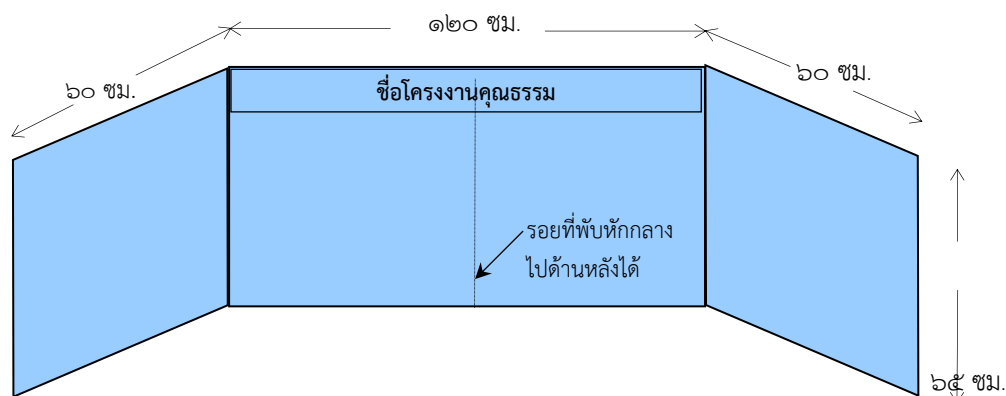 ๑๒๐ ซม.
๖๐ ซม.
๖๐ ซม.
ชื่อโครงงานคุณธรรม
รอยที่พับหักกลาง
ไปด้านหลังได้
๖๕ ซม.